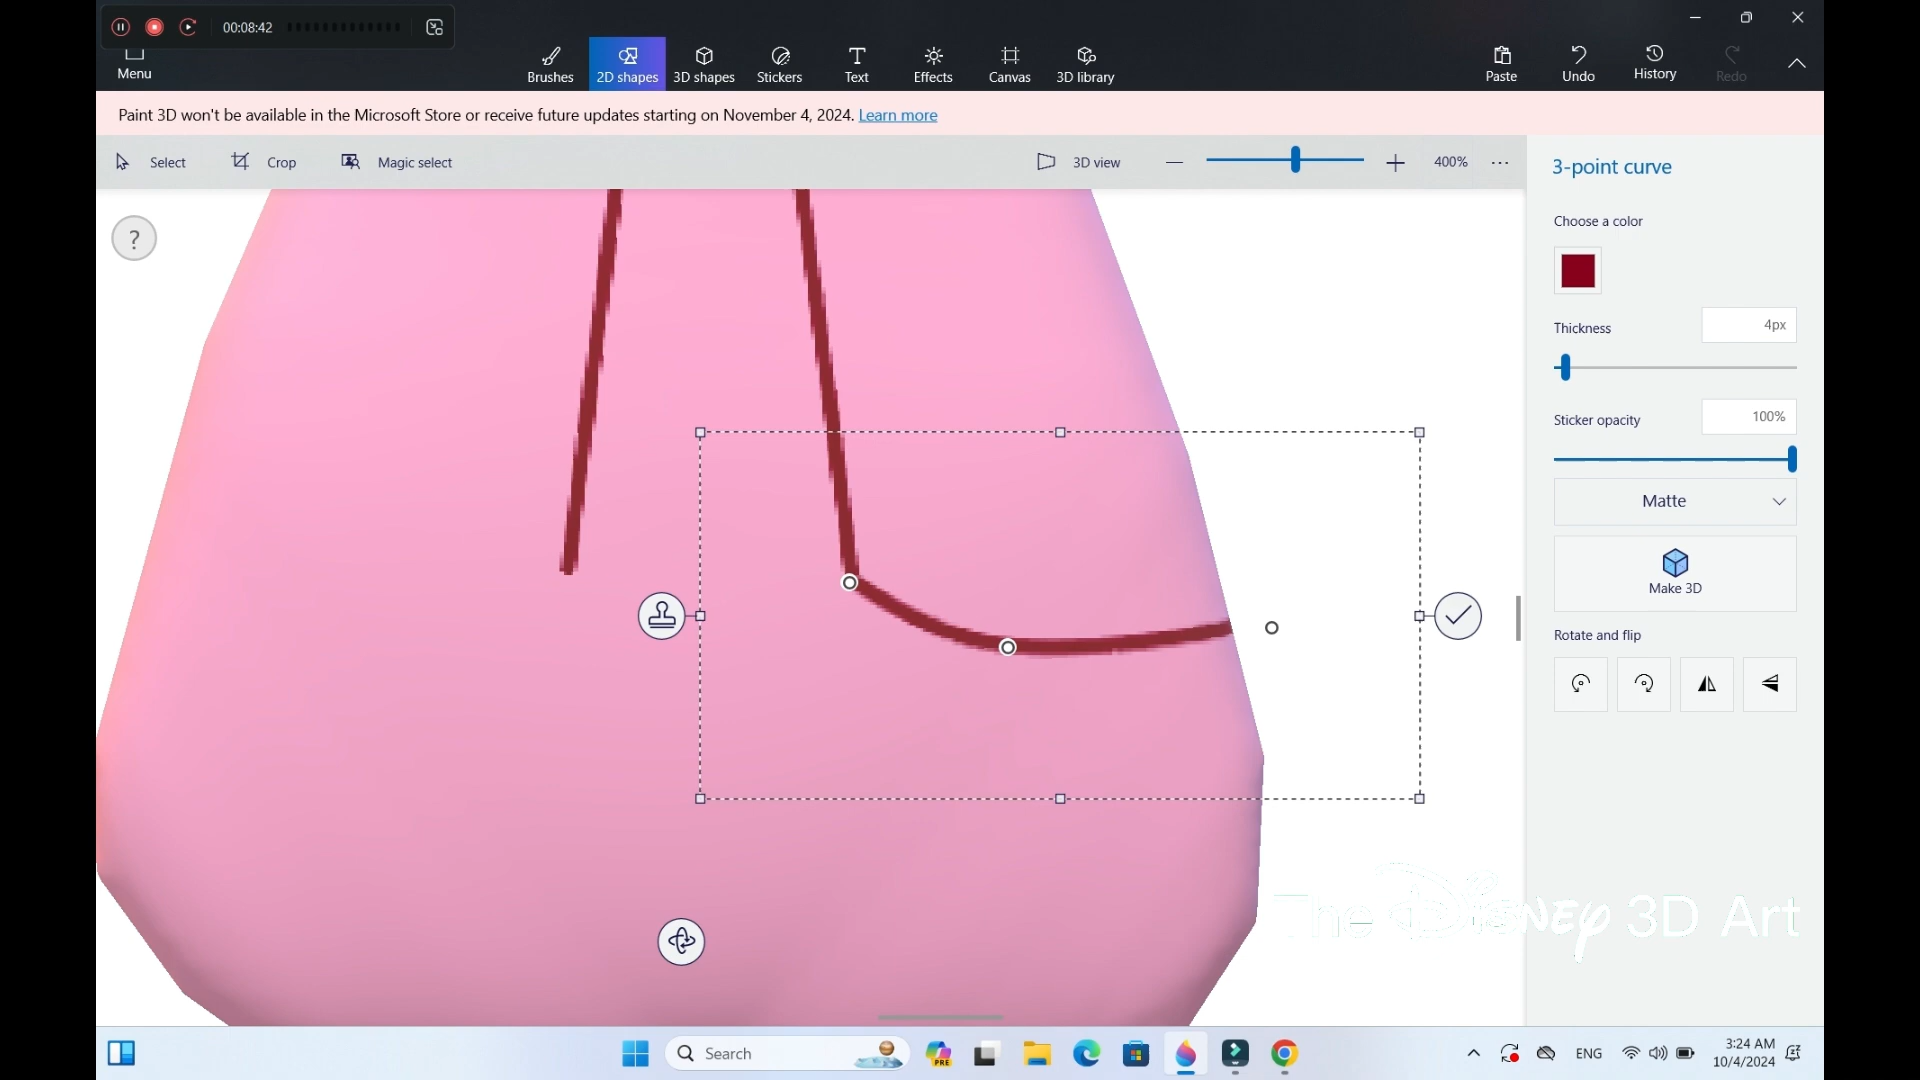 00:08:42
Menu
Brushes
2D shapes
3D shapes
Stickers
Text
Effects
Canvas
3D library
Paste
Undo
History
Redo
Paint 3D won't be available in the Microsoft Store or receive future updates starting on November 4, 2024. Learn more
Select
Crop
Magic select
3D view
400%
3-point curve
?
Choose a color
Thickness
4px
Sticker opacity
100%
Matte
Make 3D
Rotate and flip
The Disney 3D Art
Search
PRE
ENG
3:24 AM
10/4/2024